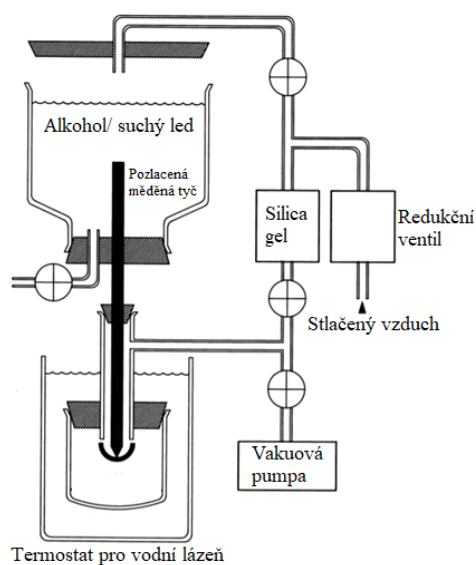 Alkohol/ suchý led
Pozlacená
měděná tyč
Silica
gel
Redukční
ventil
Stlačený vzduch
Vakuová
pumpa
Termostat pro vodní lázeň